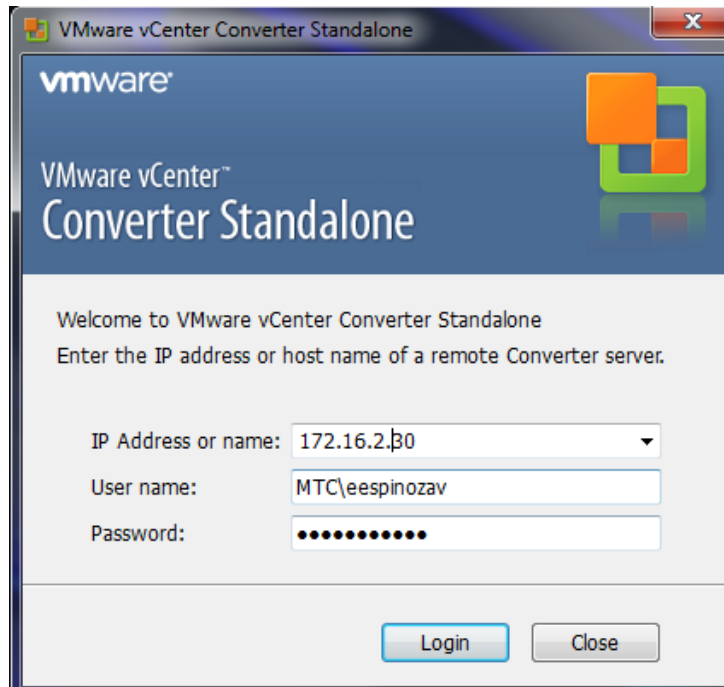 VMware vCenter Converter Standalone
vmware
VMware vCenter™
Converter Standalone
Welcome to VMware vCenter Converter Standalone
Enter the IP address or host name of a remote Converter server.
IP Address or name: 172.16.2.30
User name: MTC\eespinozav
Password: ●●●●●●●●●●●
Login Close